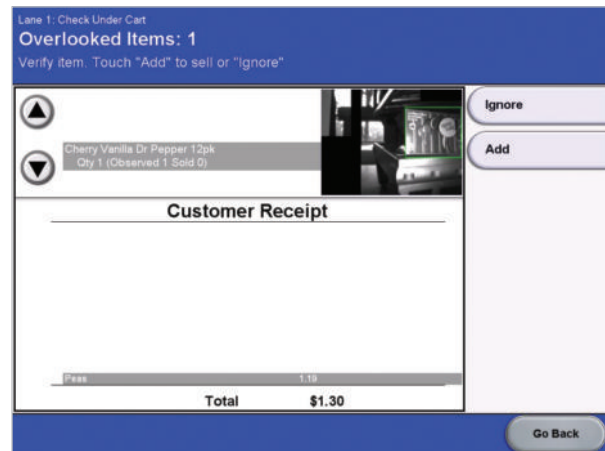 Lane 1: Check Under Cart
Overlooked Items: 1
Verify item. Touch "Add" to sell or "Ignore"
Ignore
Cherry Vanilla Dr Pepper 12pk
Qty 1 (Observed 1 Sold 0)
Add
Customer Receipt
Peas 1.19
Total $1.30
Go Back